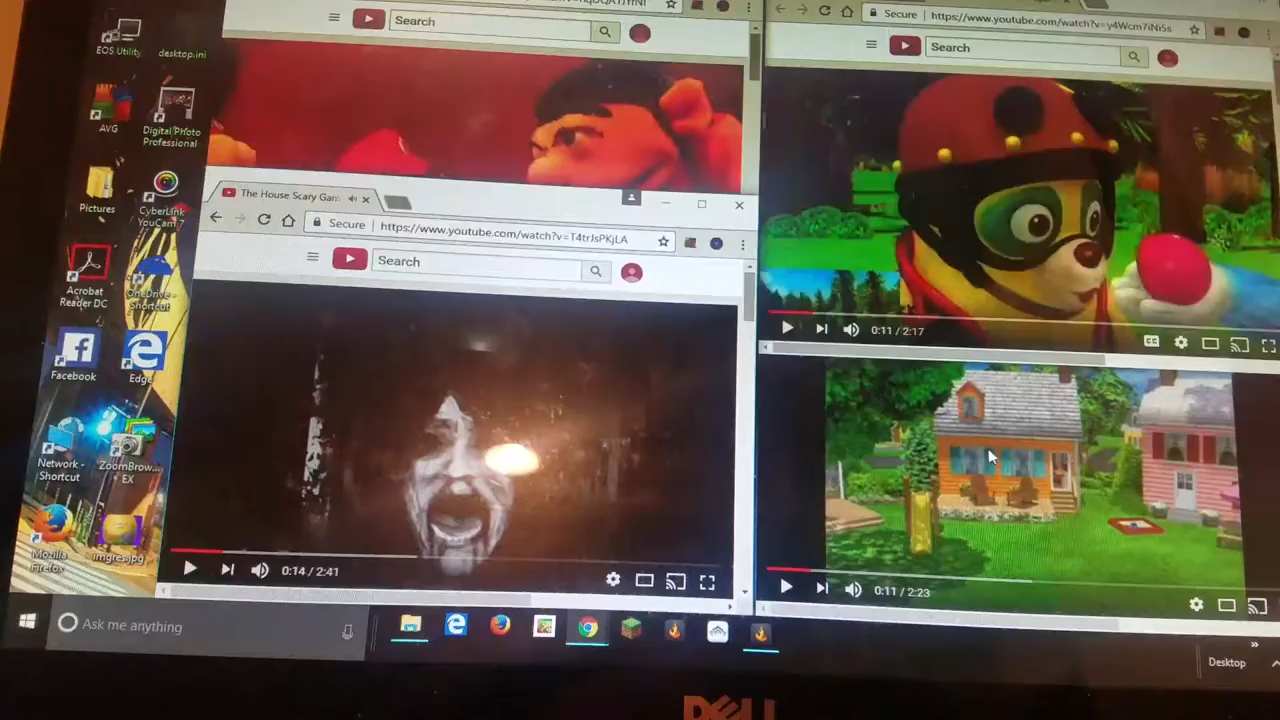 EOS Utility
desktop.ini
AVG
Digital Photo
Professional
Pictures
CyberLink
YouCam 7
Acrobat
Reader DC
OneDrive -
Shortcut
Facebook
Edge
Network -
Shortcut
ZoomBrow...
EX
Mozilla
Firefox
imgres.jpg
Search
Secure
https://www.youtube.com/watch?v=y4Wcm7iNi5s
Search
The House Scary Gam
Secure
https://www.youtube.com/watch?v=T4trJsPKjLA
Search
0:11 / 2:17
CC
0:14 / 2:41
0:11 / 2:23
Ask me anything
Desktop
DELL